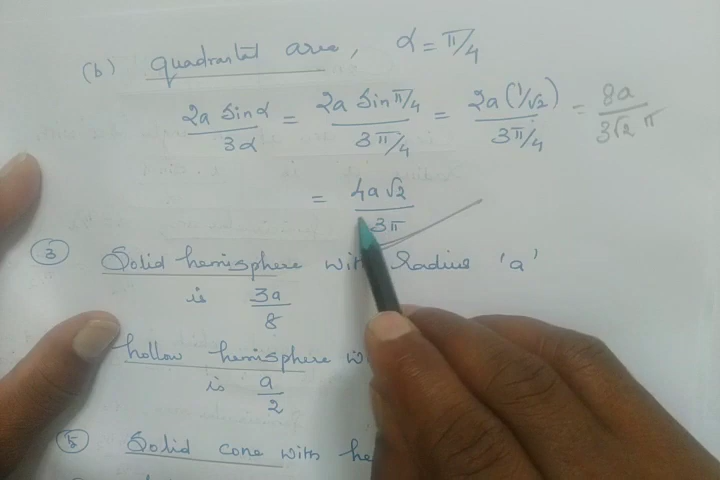 (b) quadrantal area, α = π/4
2a sinα/3α = 2a sin π/4 / 3π/4 = 2a(1/√2) / 3π/4 = 8a/3√2 π
= 4a√2/3π
③ Solid hemisphere with radius 'a'
is 3a/8
hollow hemisphere
is a/2
⑤ Solid cone with